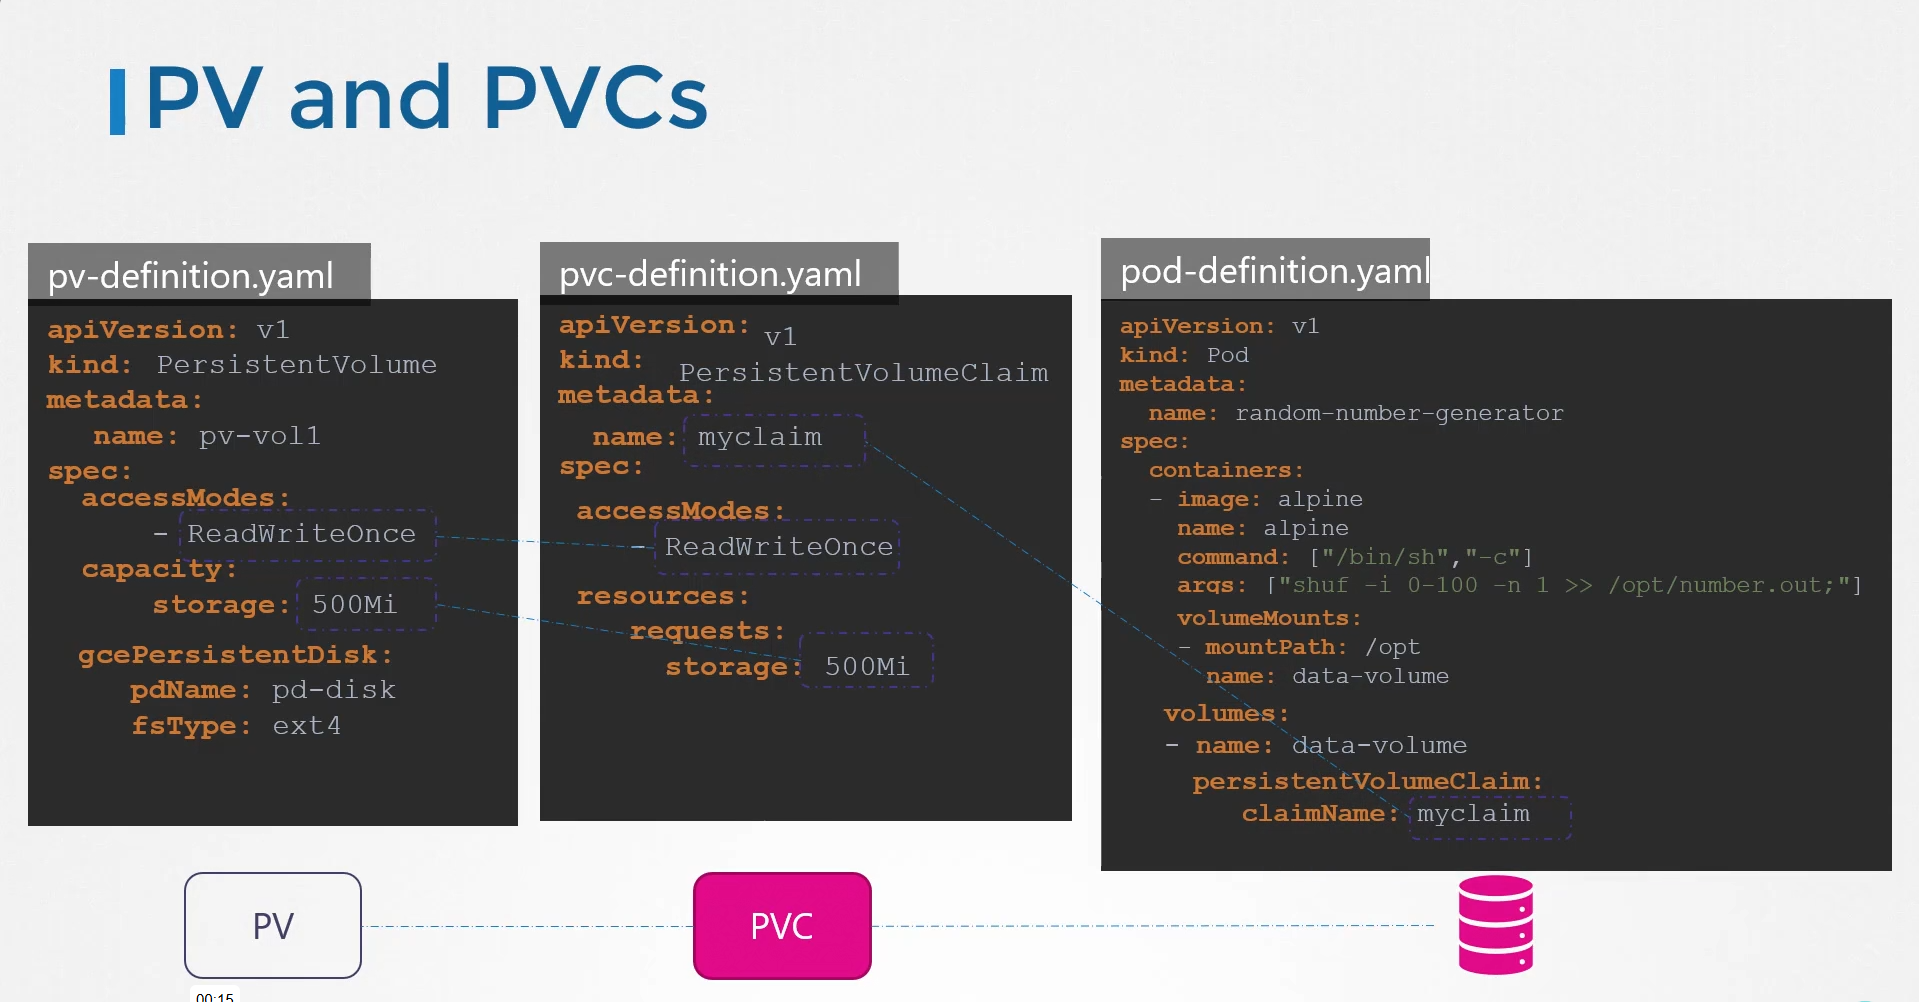 PV and PVCs
pv-definition.yaml
apiVersion: v1
kind: PersistentVolume
metadata:
name: pv-vol1
spec:
accessModes:
- ReadWriteOnce
capacity:
storage: 500Mi
gcePersistentDisk:
pdName: pd-disk
fsType: ext4
pvc-definition.yaml
apiVersion: v1
kind: PersistentVolumeClaim
metadata:
name: myclaim
spec:
accessModes:
- ReadWriteOnce
resources:
requests:
storage: 500Mi
pod-definition.yaml
apiVersion: v1
kind: Pod
metadata:
name: random-number-generator
spec:
containers:
- image: alpine
name: alpine
command: ["/bin/sh","-c"]
args: ["shuf -i 0-100 -n 1 >> /opt/number.out;"]
volumeMounts:
- mountPath: /opt
name: data-volume
volumes:
- name: data-volume
persistentVolumeClaim:
claimName: myclaim
PV
PVC
00:15